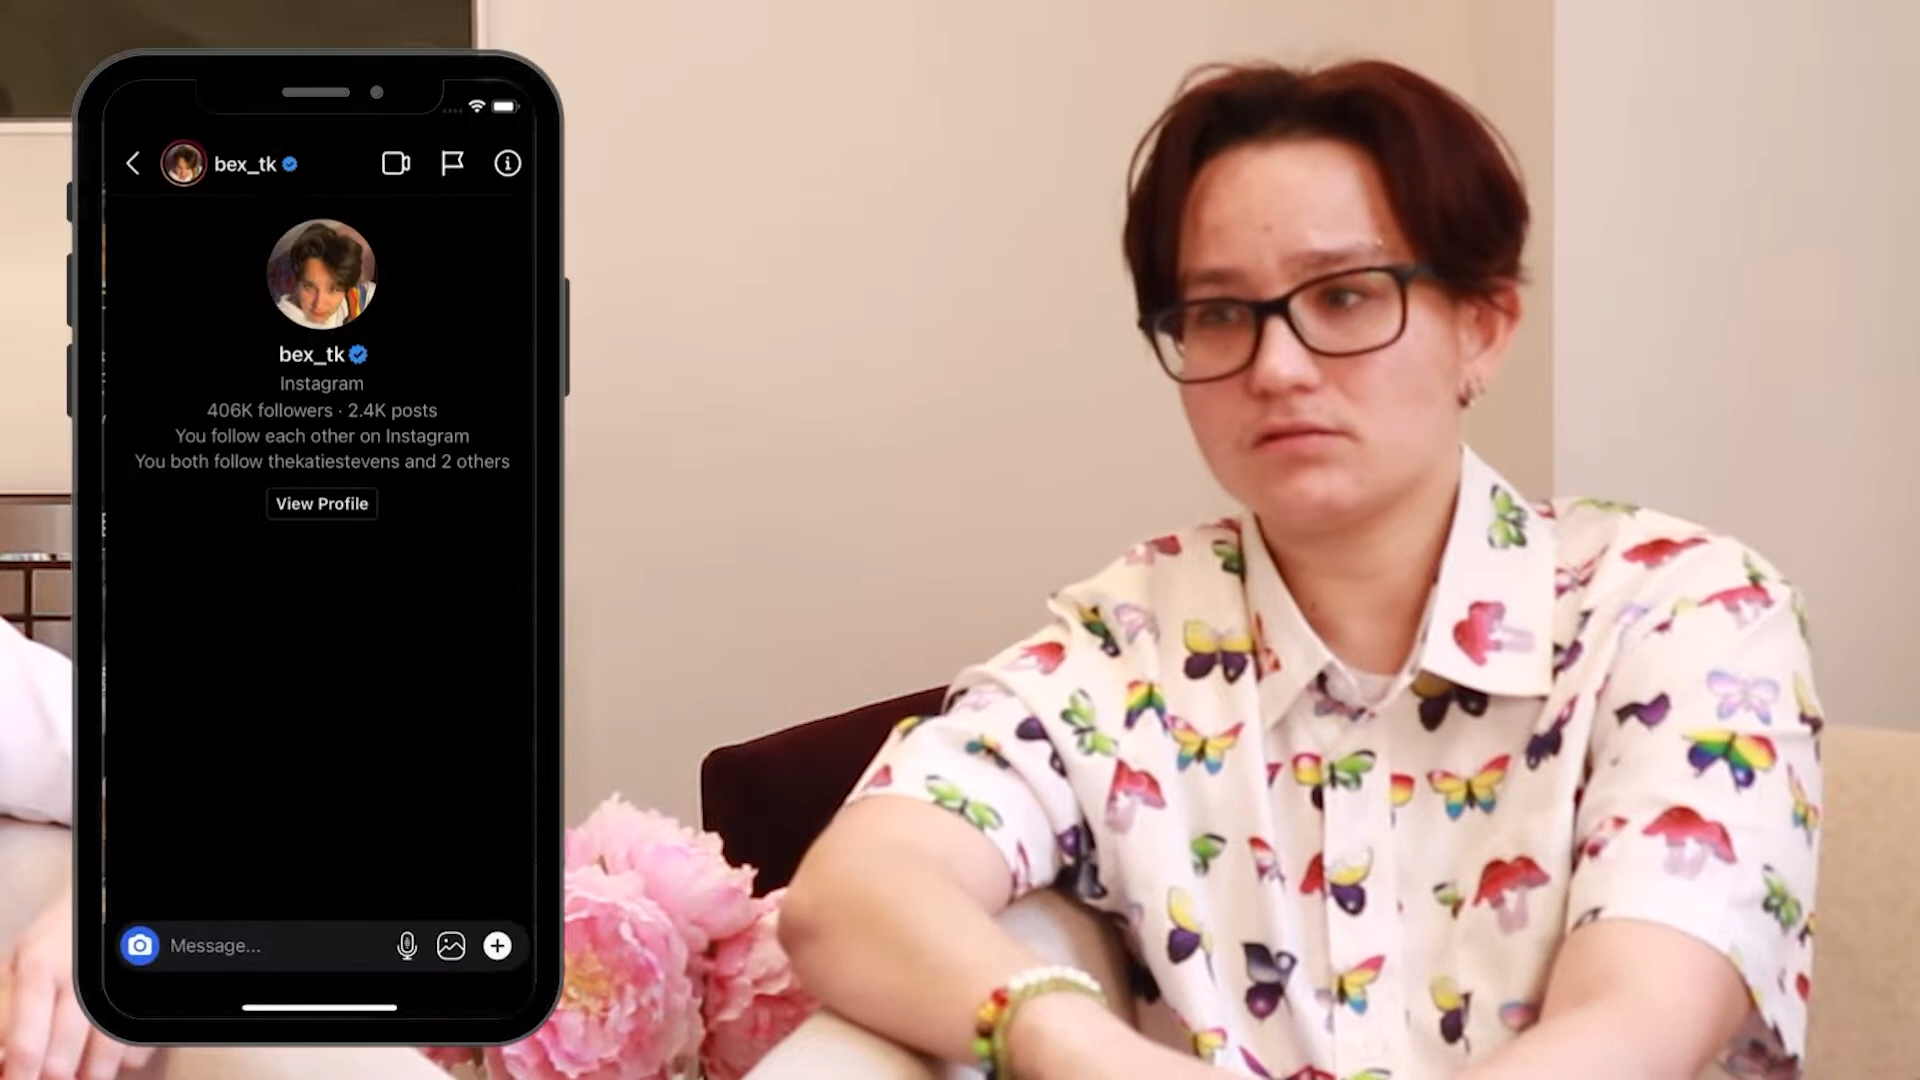 bex_tk
bex_tk
Instagram
406K followers · 2.4K posts
You follow each other on Instagram
You both follow thekatiestevens and 2 others
View Profile
Message...